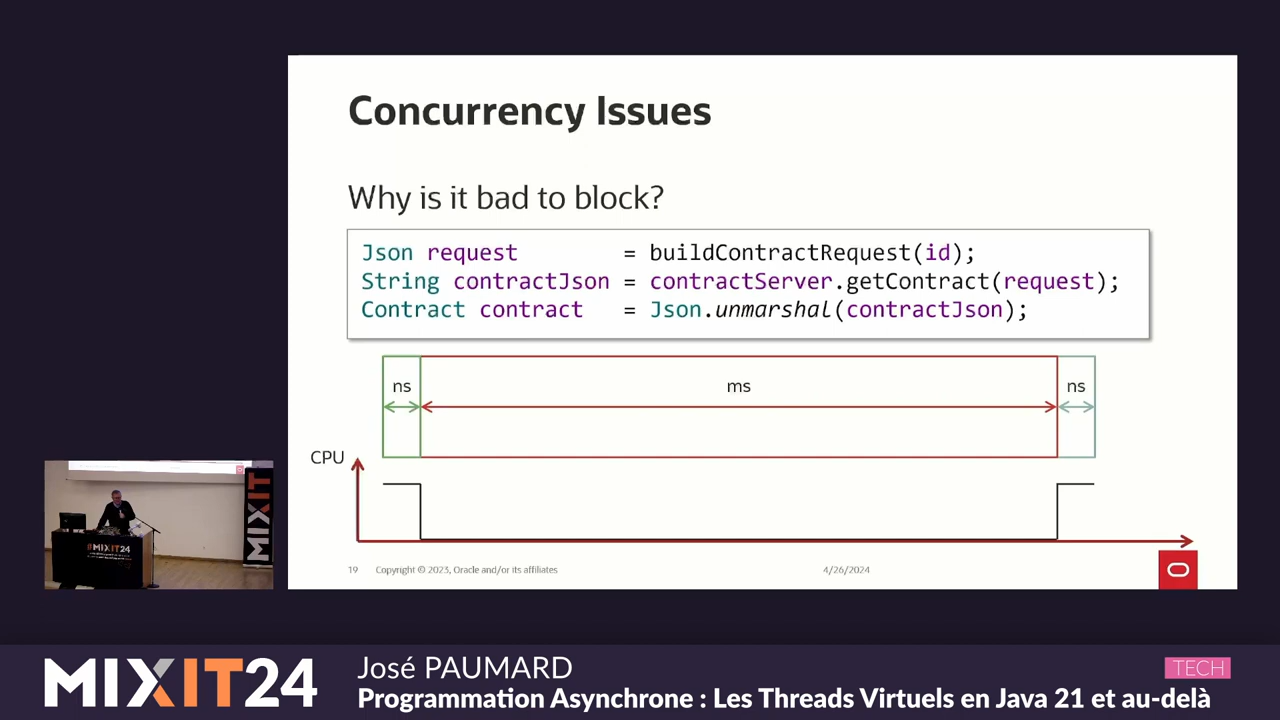 Concurrency Issues
Why is it bad to block?
Json request = buildContractRequest(id);
String contractJson = contractServer.getContract(request);
Contract contract = Json.unmarshal(contractJson);
ns ms ns
CPU
19 Copyright © 2023, Oracle and/or its affiliates 4/26/2024
MIXIT
#MIXIT24
MIXIT24
José PAUMARD
TECH
Programmation Asynchrone : Les Threads Virtuels en Java 21 et au-delà